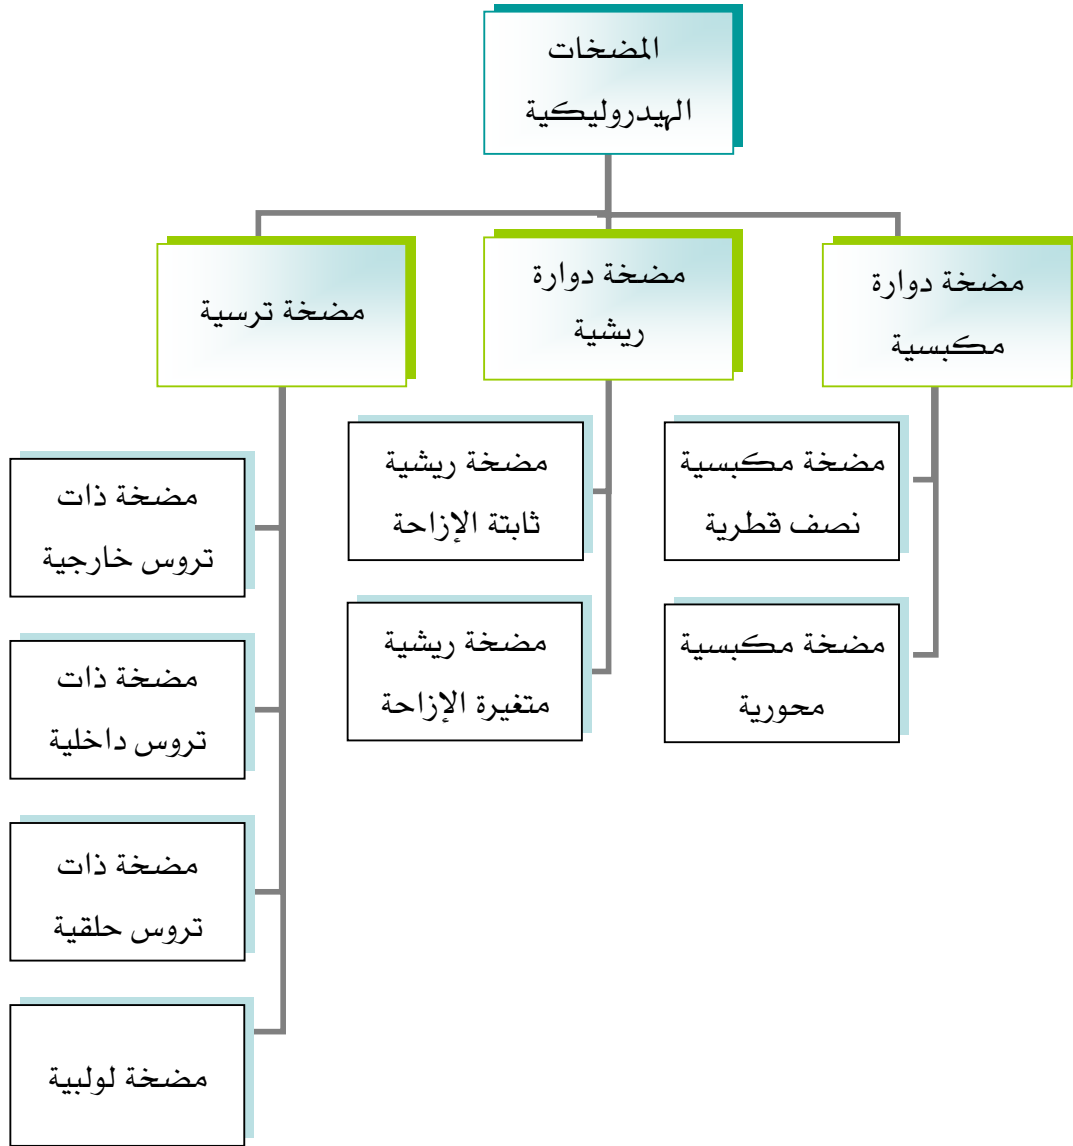 المضخات
الهيدروليكية
مضخة دوارة
مكبسية
مضخة دوارة
ريشية
مضخة ترسية
مضخة مكبسية
نصف قطرية
مضخة مكبسية
محورية
مضخة ريشية
ثابتة الإزاحة
مضخة ريشية
متغيرة الإزاحة
مضخة ذات
تروس خارجية
مضخة ذات
تروس داخلية
مضخة ذات
تروس حلقية
مضخة لولبية